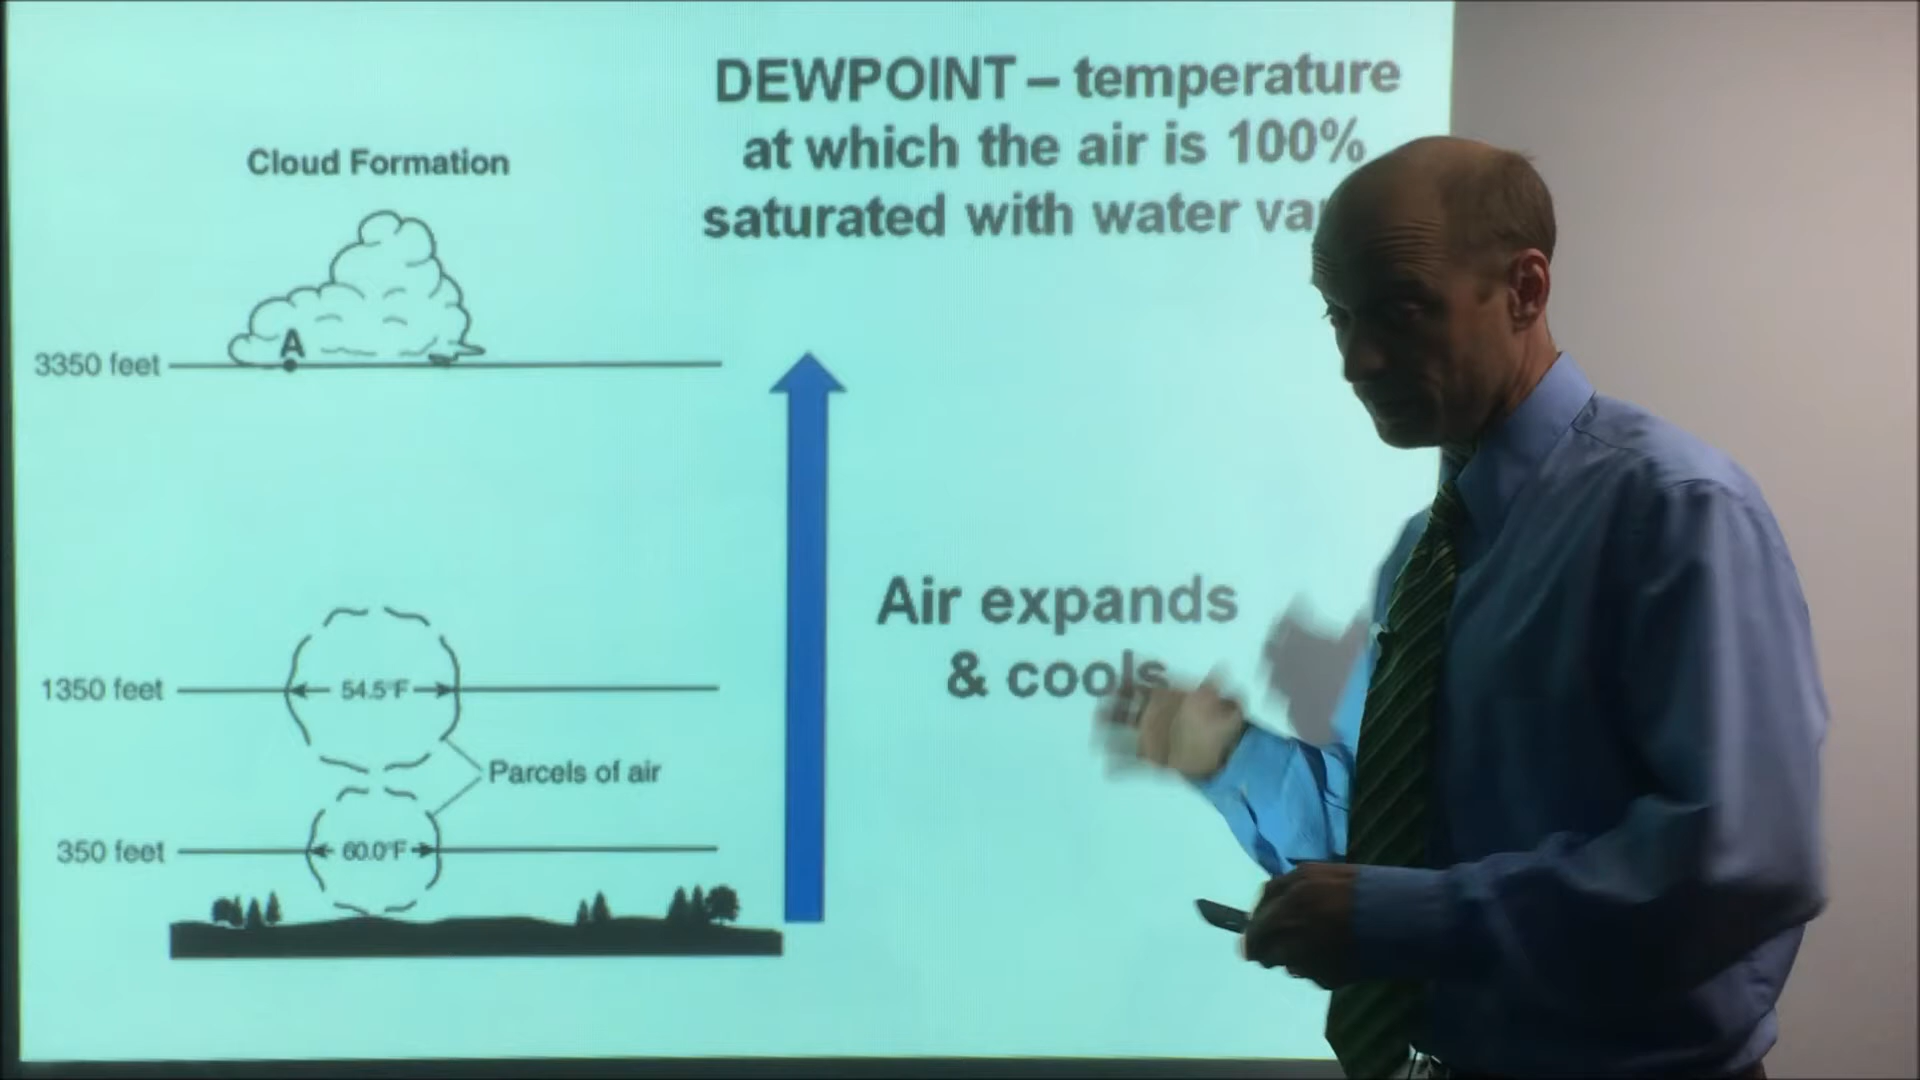 DEWPOINT – temperature
at which the air is 100%
saturated with water
Cloud Formation
A
3350 feet
Air expands
& cools
1350 feet
54.5°F
Parcels of air
350 feet
60.0°F